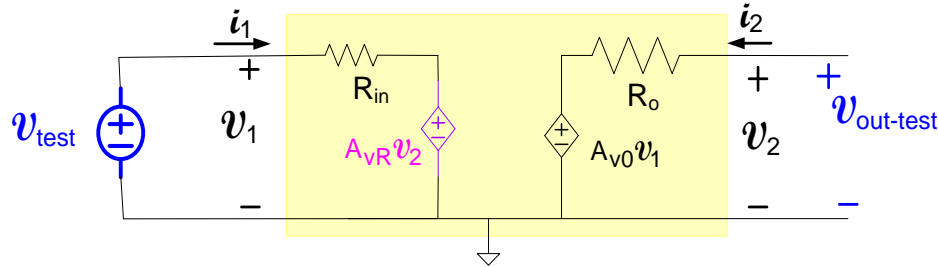 i1
i2
+
+
+
Rin
Ro
vtest
+
−
v1
AvRv2
+
−
+
−
Av0v1
v2
vout-test
−
−
−